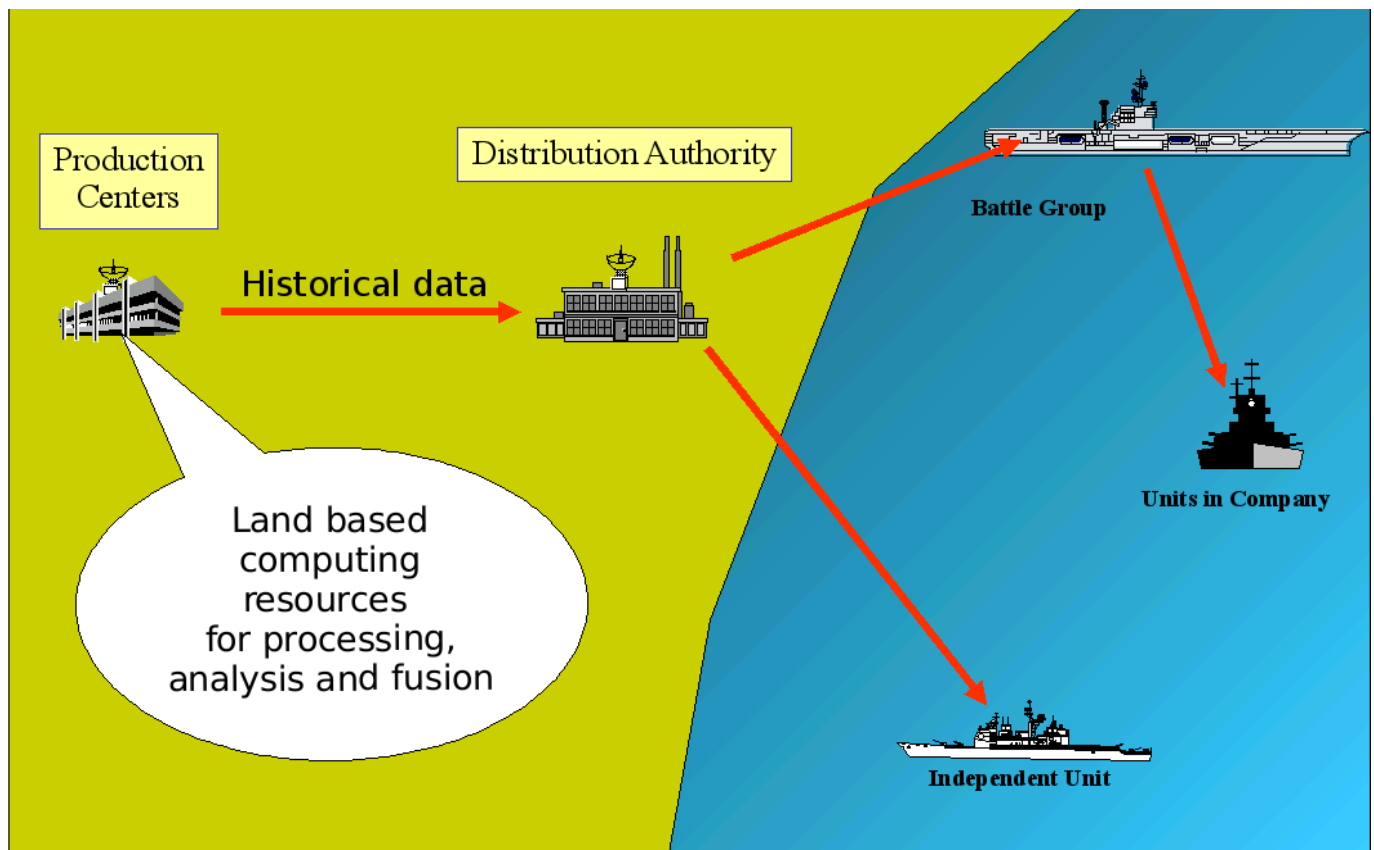 Production
Centers
Distribution Authority
Battle Group
Historical data
Units in Company
Land based
computing
resources
for processing,
analysis and fusion
Independent Unit